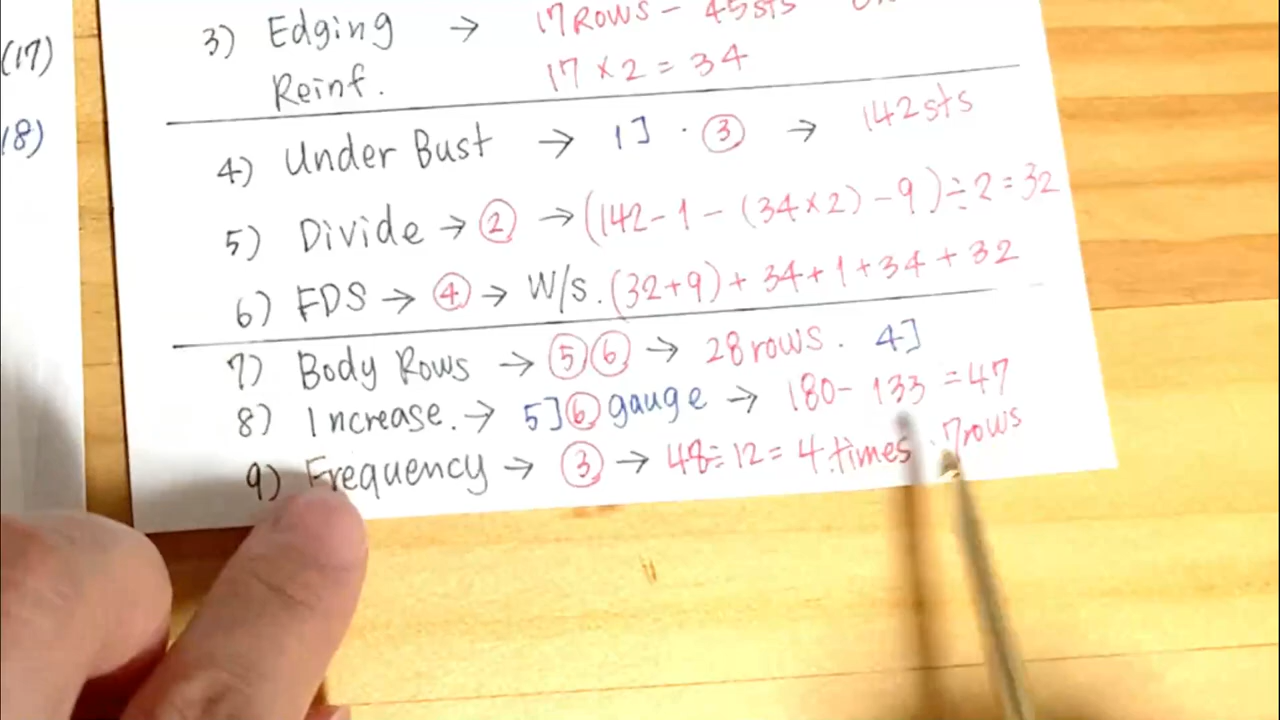 (17)
18)
3) Edging → 17 Rows - 45sts
Reinf. 17 × 2 = 34
4) Under Bust → 1] · ③ → 142sts
5) Divide → ② → (142 - 1 - (34×2) - 9) ÷ 2 = 32
6) FDS → ④ → W/s. (32+9) + 34 + 1 + 34 + 32
7) Body Rows → ⑤⑥ → 28 rows . 4]
8) Increase. → 5]⑥ gauge → 180 - 133 = 47
9) Frequency → ③ → 48 ÷ 12 = 4 times . 7rows